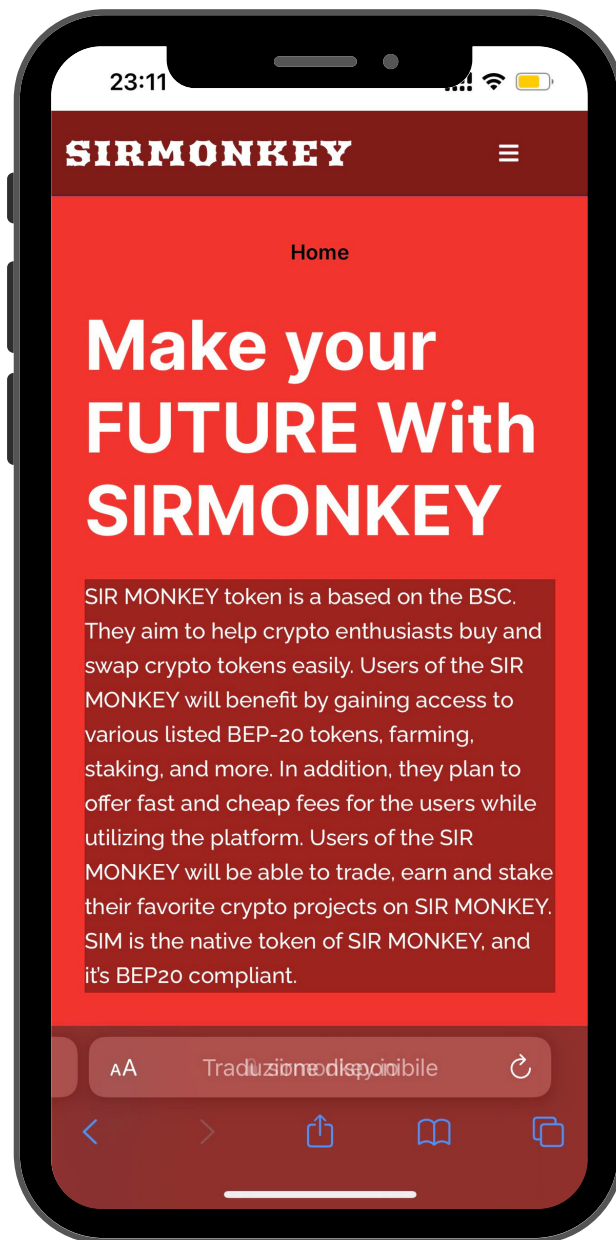 23:11
SIRMONKEY
Home
Make your
FUTURE With
SIRMONKEY
SIR MONKEY token is a based on the BSC.
They aim to help crypto enthusiasts buy and
swap crypto tokens easily. Users of the SIR
MONKEY will benefit by gaining access to
various listed BEP-20 tokens, farming,
staking, and more. In addition, they plan to
offer fast and cheap fees for the users while
utilizing the platform. Users of the SIR
MONKEY will be able to trade, earn and stake
their favorite crypto projects on SIR MONKEY.
SIM is the native token of SIR MONKEY, and
it's BEP20 compliant.
AA Traduzione disponibile